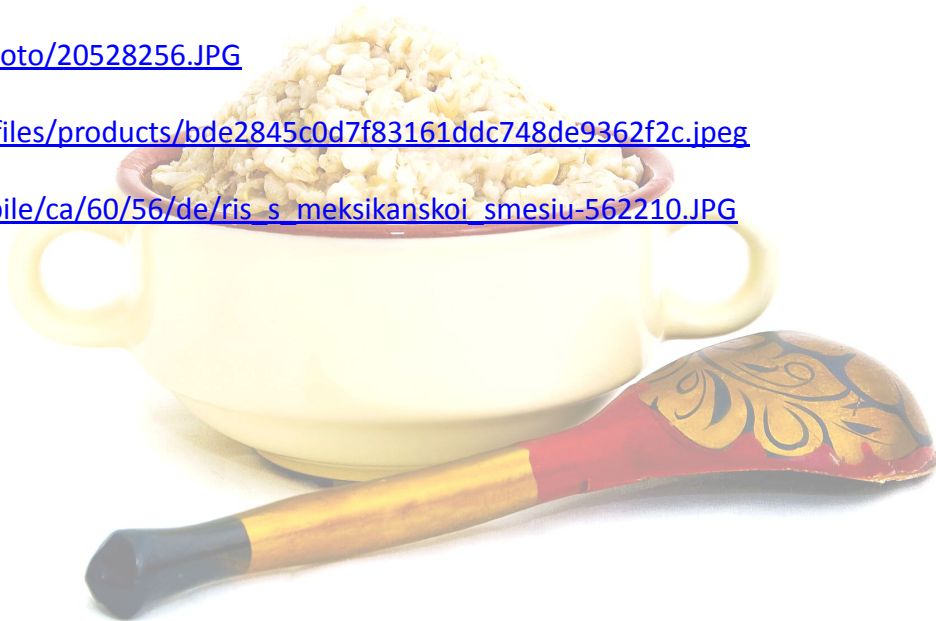 oto/20528256.JPG
files/products/bde2845c0d7f83161ddc748de9362f2c.jpeg
bile/ca/60/56/de/ris_s_meksikanskoi_smesiu-562210.JPG